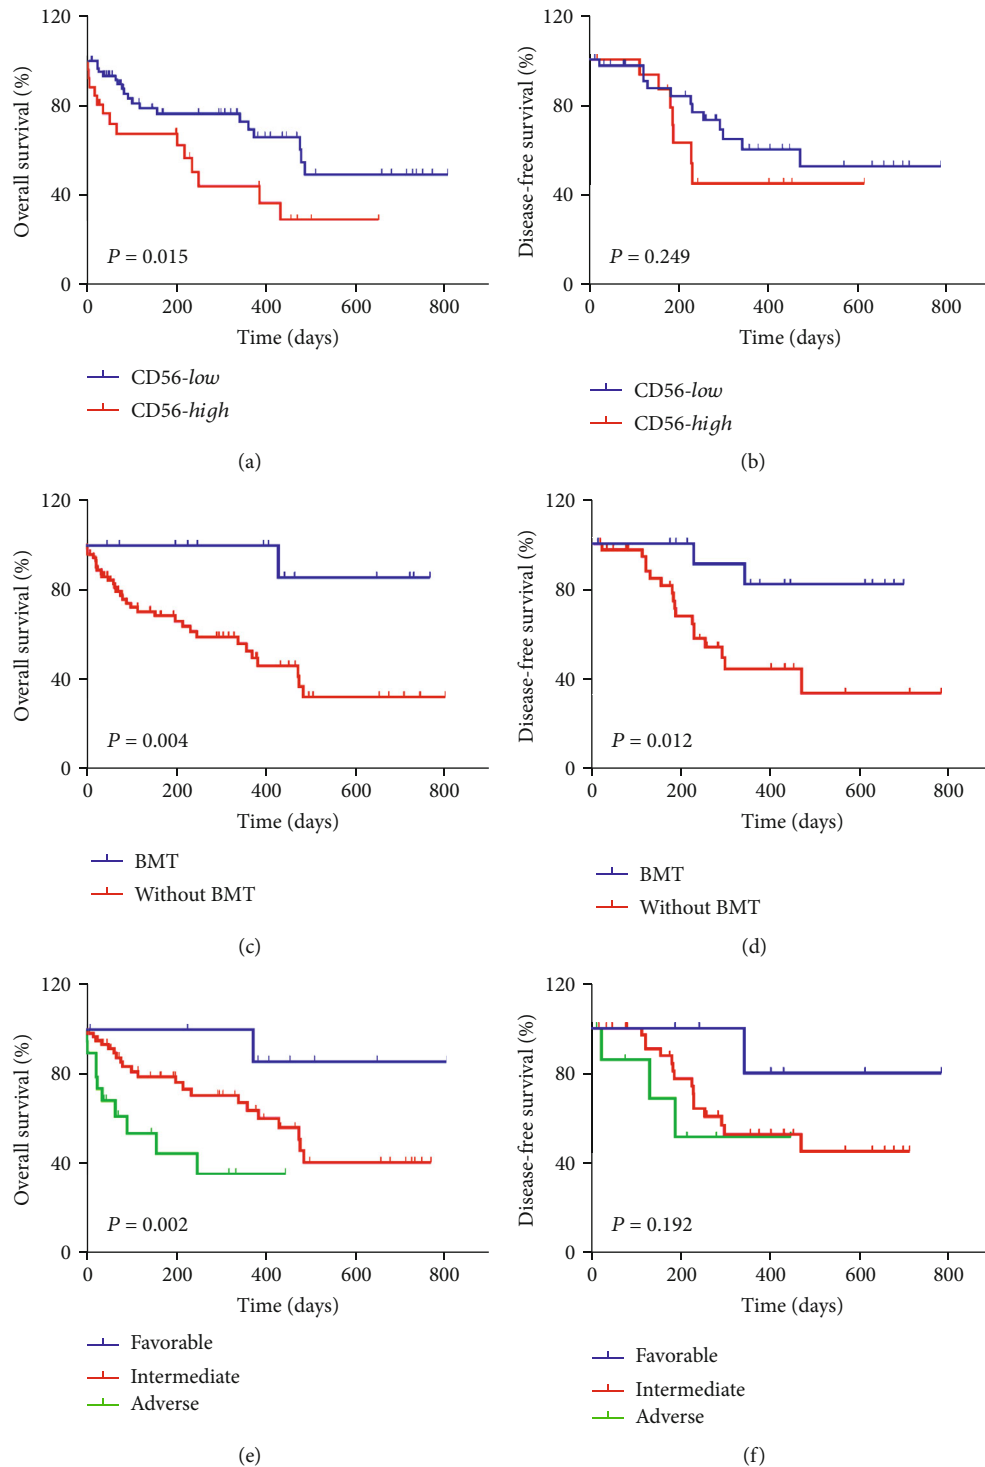 120
80
40
0
Overall survival (%)
P = 0.015
0 200 400 600 800
Time (days)
CD56-low
CD56-high
(a)
120
80
40
0
Disease-free survival (%)
P = 0.249
0 200 400 600 800
Time (days)
CD56-low
CD56-high
(b)
120
80
40
0
Overall survival (%)
P = 0.004
0 200 400 600 800
Time (days)
BMT
Without BMT
(c)
120
80
40
0
Disease-free survival (%)
P = 0.012
0 200 400 600 800
Time (days)
BMT
Without BMT
(d)
120
80
40
0
Overall survival (%)
P = 0.002
0 200 400 600 800
Time (days)
Favorable
Intermediate
Adverse
(e)
120
80
40
0
Disease-free survival (%)
P = 0.192
0 200 400 600 800
Time (days)
Favorable
Intermediate
Adverse
(f)